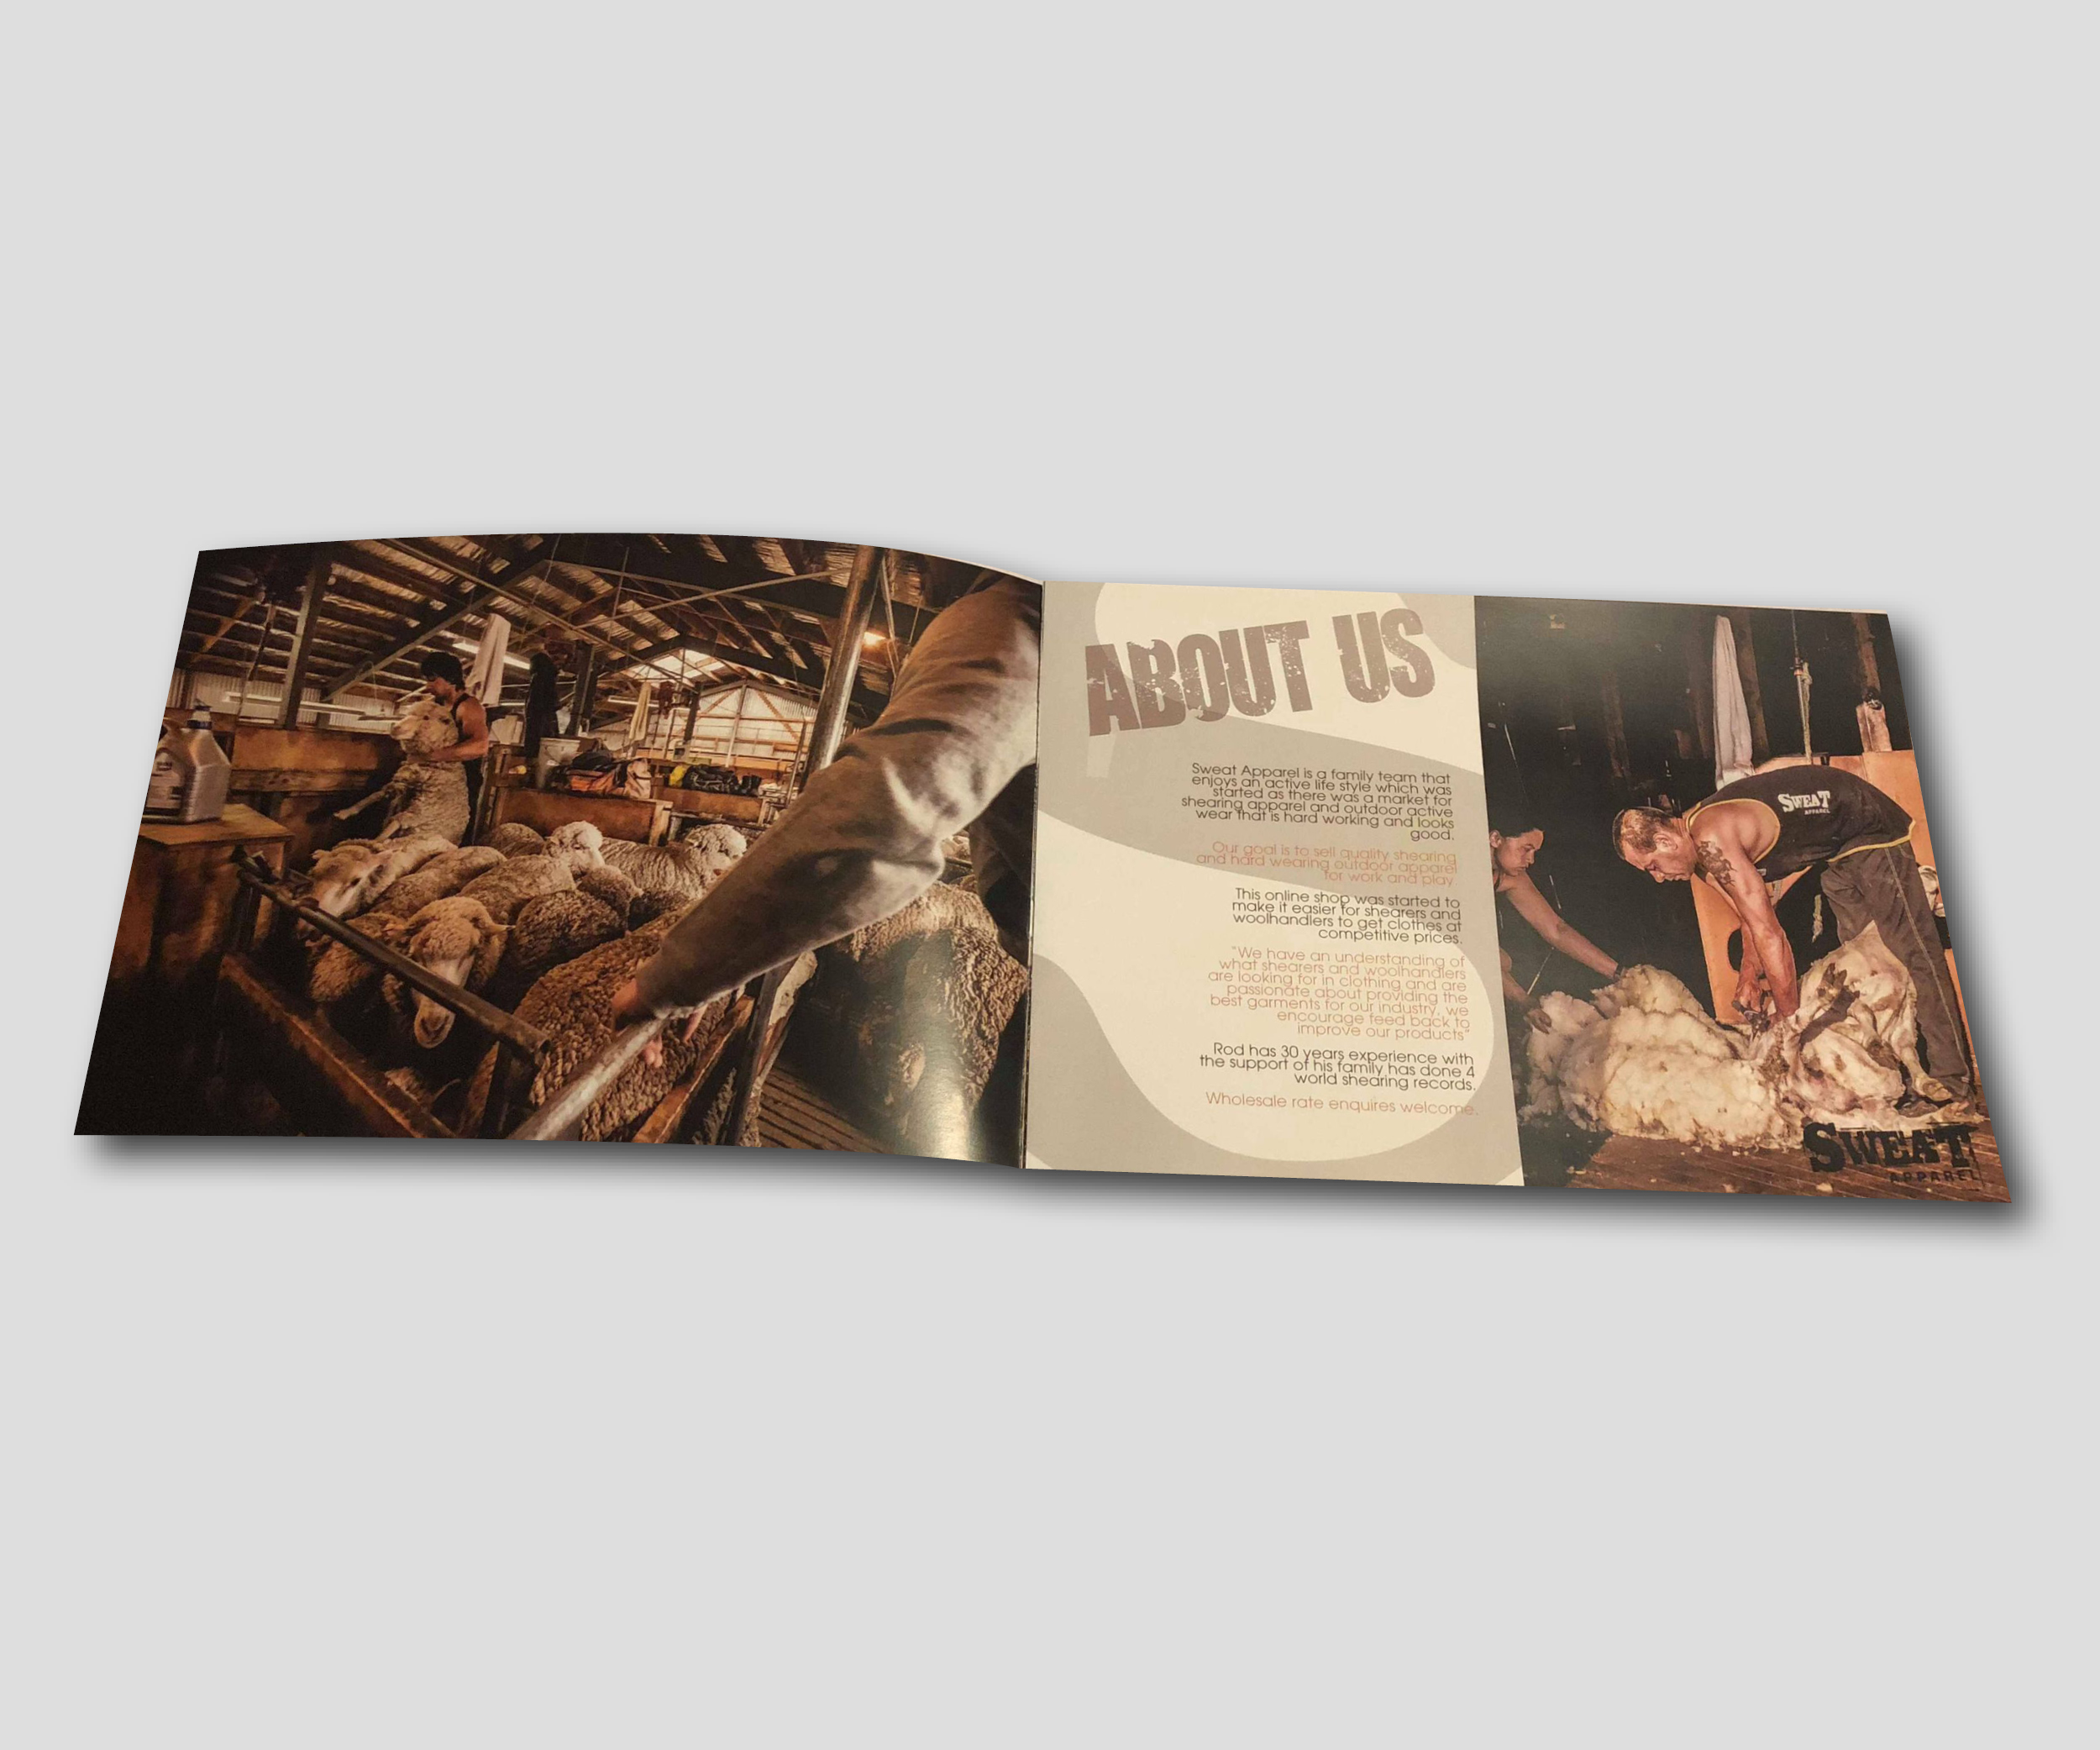 ABOUT US
Sweat Apparel is a family team that
enjoys an active life style which was
started as there was a market for
shearing apparel and outdoor active
wear that is hard working and looks
good.
Our goal is to sell quality shearing
and hard wearing outdoor apparel
for work and play
This online shop was started to
make it easier for shearers and
woolhandlers to get clothes at
competitive prices.
"We have an understanding of
what shearers and woolhandlers
are looking for in clothing and are
passionate about providing the
best garments for our industry, we
encourage feed back to
improve our products"
Rod has 30 years experience with
the support of his family has done 4
world shearing records.
Wholesale rate enquires welcome.
SWEAT
APPAREL
SWEAT
APPAREL